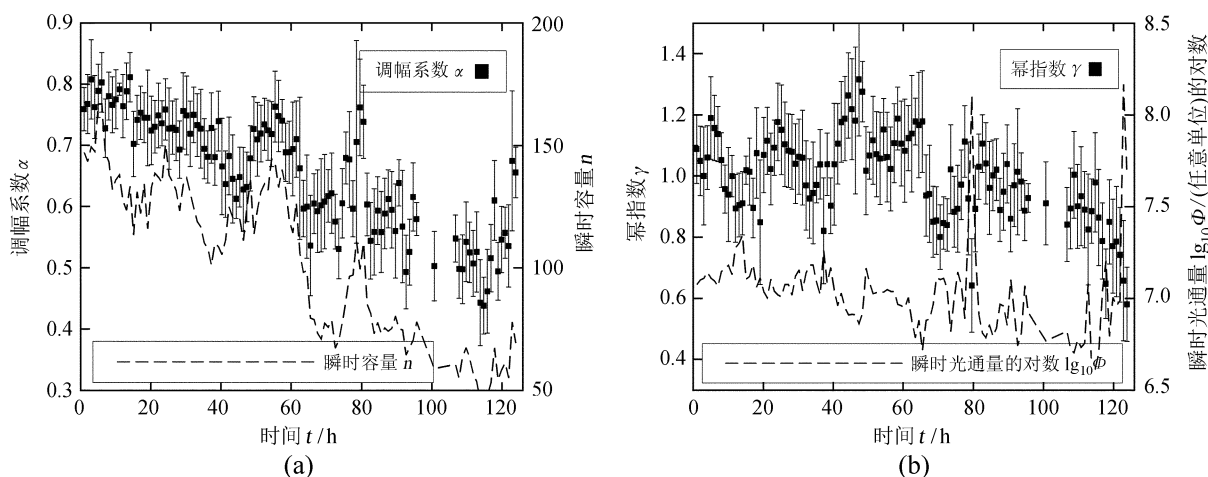 0.9
0.8
0.7
0.6
0.5
0.4
0.3
调幅系数 α
调幅系数 α
瞬时容量 n
0 20 40 60 80 100 120
时间 t/h
200
150
100
50
瞬时容量 n
(a)
1.4
1.2
1.0
0.8
0.6
0.4
幂指数 γ
幂指数 γ
瞬时光通量的对数 lg₁₀Φ
0 20 40 60 80 100 120
时间 t/h
8.5
8.0
7.5
7.0
6.5
瞬时光通量 lg₁₀Φ/(任意单位)的对数
(b)